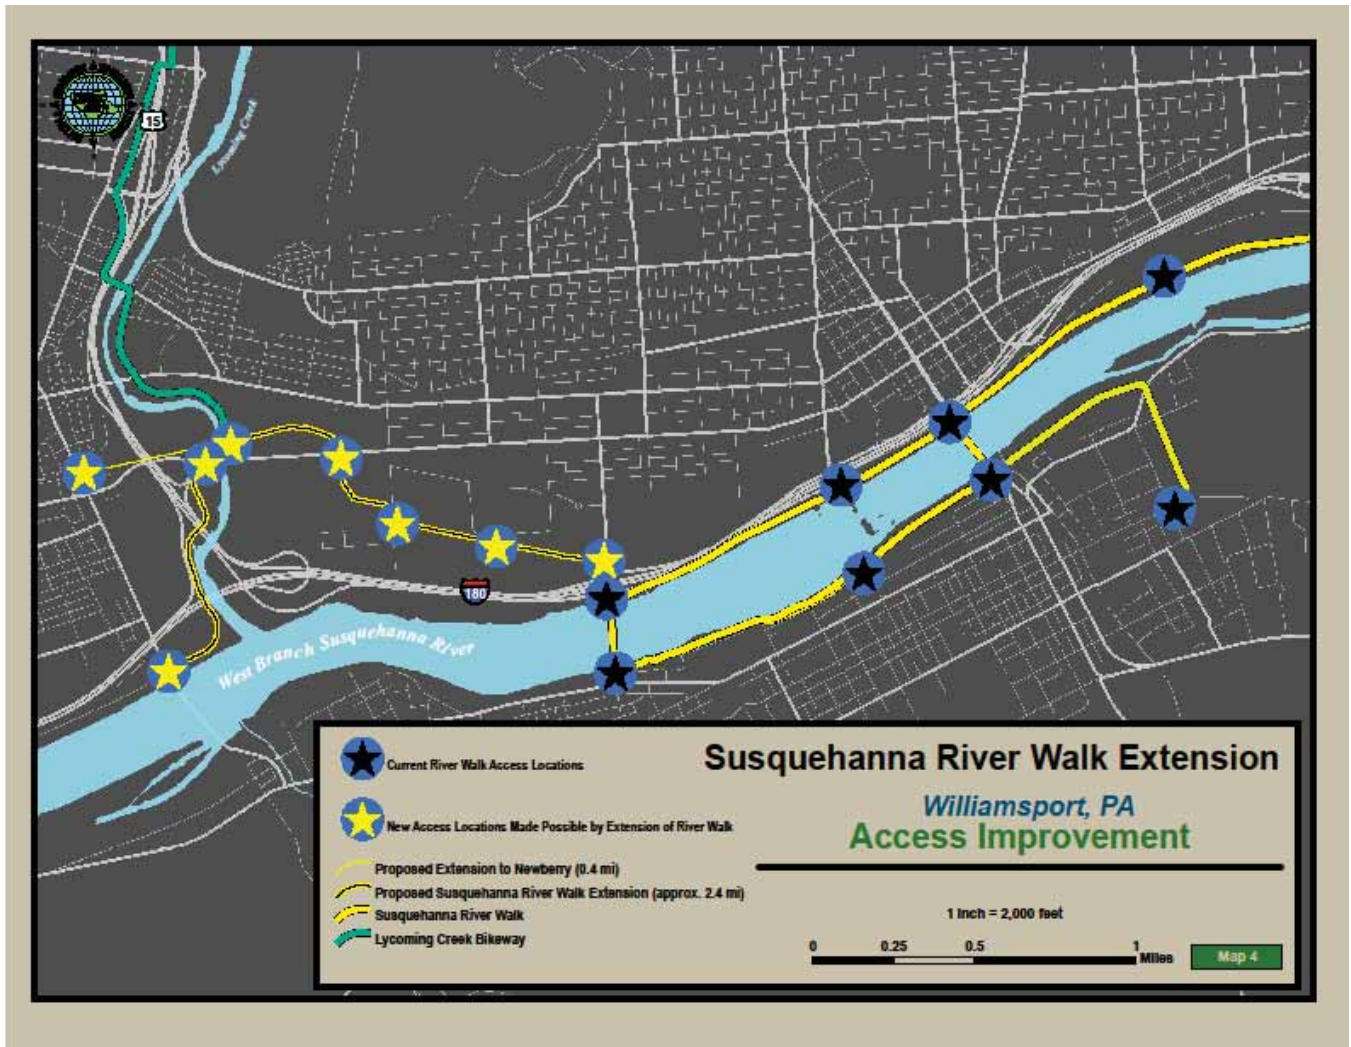 15
Lycoming Creek
180
West Branch Susquehanna River
Current River Walk Access Locations
New Access Locations Made Possible by Extension of River Walk
Proposed Extension to Newberry (0.4 mi)
Proposed Susquehanna River Walk Extension (approx. 2.4 mi)
Susquehanna River Walk
Lycoming Creek Bikeway
Susquehanna River Walk Extension
Williamsport, PA
Access Improvement
1 inch = 2,000 feet
0 0.25 0.5 1
Miles
Map 4